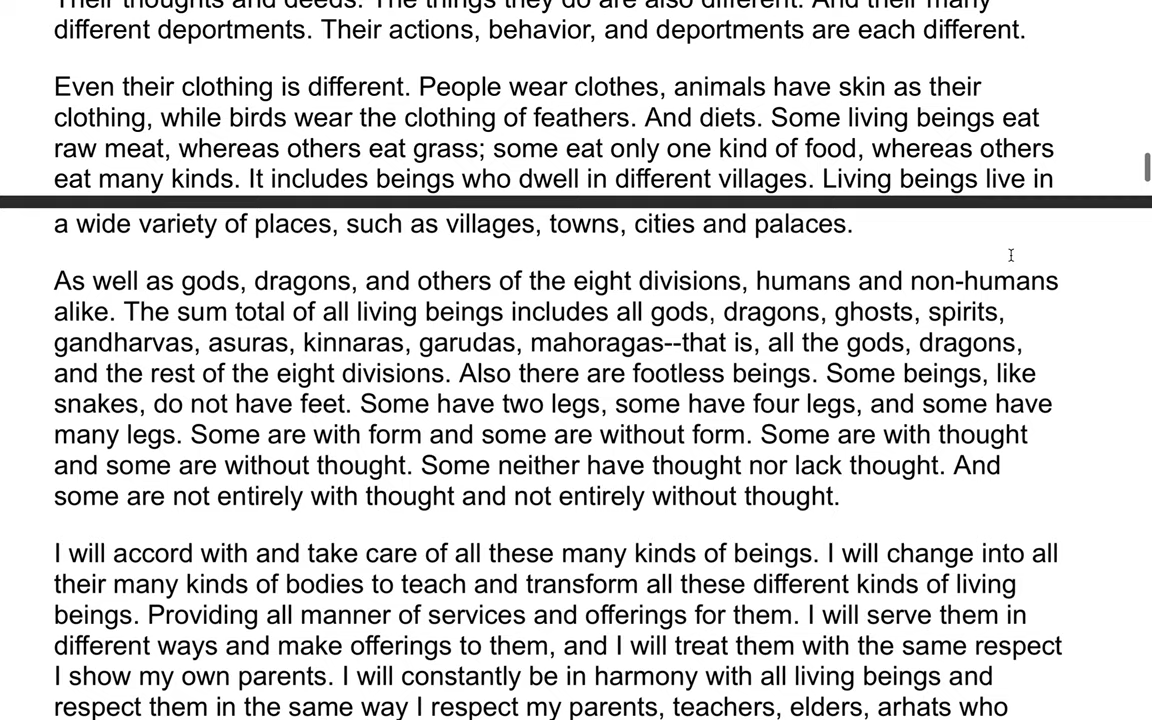 Their thoughts and deeds. The things they do are also different. And their many
different deportments. Their actions, behavior, and deportments are each different.
Even their clothing is different. People wear clothes, animals have skin as their
clothing, while birds wear the clothing of feathers. And diets. Some living beings eat
raw meat, whereas others eat grass; some eat only one kind of food, whereas others
eat many kinds. It includes beings who dwell in different villages. Living beings live in
a wide variety of places, such as villages, towns, cities and palaces.
As well as gods, dragons, and others of the eight divisions, humans and non-humans
alike. The sum total of all living beings includes all gods, dragons, ghosts, spirits,
gandharvas, asuras, kinnaras, garudas, mahoragas--that is, all the gods, dragons,
and the rest of the eight divisions. Also there are footless beings. Some beings, like
snakes, do not have feet. Some have two legs, some have four legs, and some have
many legs. Some are with form and some are without form. Some are with thought
and some are without thought. Some neither have thought nor lack thought. And
some are not entirely with thought and not entirely without thought.
I will accord with and take care of all these many kinds of beings. I will change into all
their many kinds of bodies to teach and transform all these different kinds of living
beings. Providing all manner of services and offerings for them. I will serve them in
different ways and make offerings to them, and I will treat them with the same respect
I show my own parents. I will constantly be in harmony with all living beings and
respect them in the same way I respect my parents, teachers, elders, arhats who